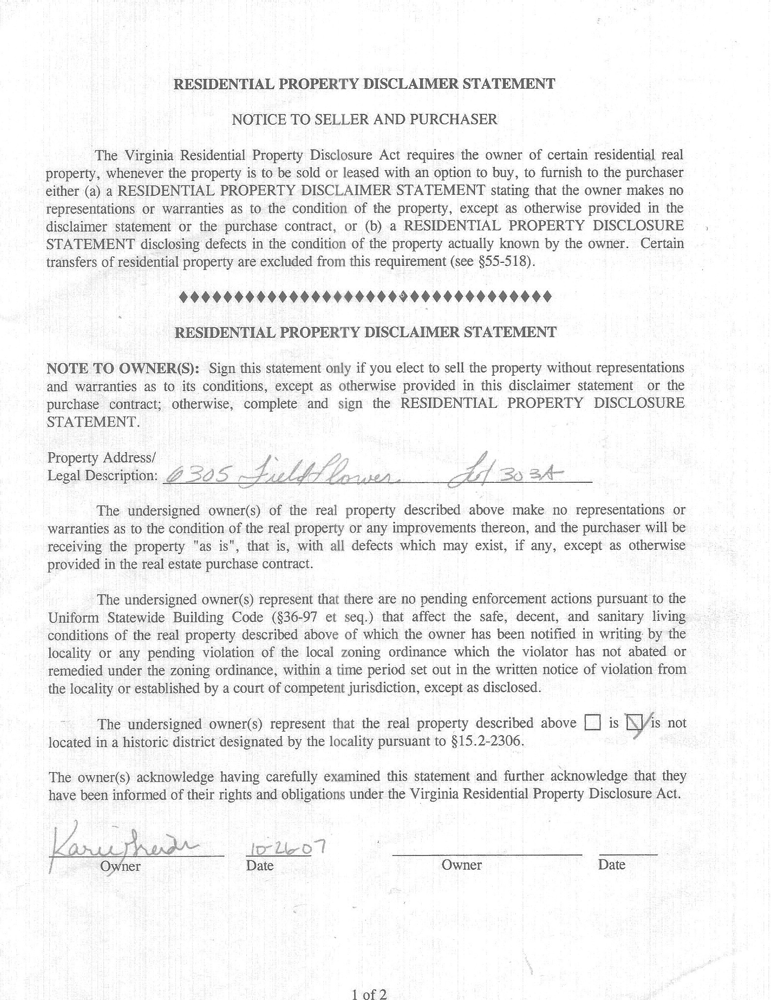 RESIDENTIAL PROPERTY DISCLAIMER STATEMENT
NOTICE TO SELLER AND PURCHASER
The Virginia Residential Property Disclosure Act requires the owner of certain residential real
property, whenever the property is to be sold or leased with an option to buy, to furnish to the purchaser
either (a) a RESIDENTIAL PROPERTY DISCLAIMER STATEMENT stating that the owner makes no
representations or warranties as to the condition of the property, except as otherwise provided in the
disclaimer statement or the purchase contract, or (b) a RESIDENTIAL PROPERTY DISCLOSURE
STATEMENT disclosing defects in the condition of the property actually known by the owner. Certain
transfers of residential property are excluded from this requirement (see §55-518).
RESIDENTIAL PROPERTY DISCLAIMER STATEMENT
NOTE TO OWNER(S): Sign this statement only if you elect to sell the property without representations
and warranties as to its conditions, except as otherwise provided in this disclaimer statement or the
purchase contract; otherwise, complete and sign the RESIDENTIAL PROPERTY DISCLOSURE
STATEMENT.
Property Address/
Legal Description: 6305 Field Flower Lot 303A
The undersigned owner(s) of the real property described above make no representations or
warranties as to the condition of the real property or any improvements thereon, and the purchaser will be
receiving the property "as is", that is, with all defects which may exist, if any, except as otherwise
provided in the real estate purchase contract.
The undersigned owner(s) represent that there are no pending enforcement actions pursuant to the
Uniform Statewide Building Code (§36-97 et seq.) that affect the safe, decent, and sanitary living
conditions of the real property described above of which the owner has been notified in writing by the
locality or any pending violation of the local zoning ordinance which the violator has not abated or
remedied under the zoning ordinance, within a time period set out in the written notice of violation from
the locality or established by a court of competent jurisdiction, except as disclosed.
The undersigned owner(s) represent that the real property described above is is not
located in a historic district designated by the locality pursuant to §15.2-2306.
The owner(s) acknowledge having carefully examined this statement and further acknowledge that they
have been informed of their rights and obligations under the Virginia Residential Property Disclosure Act.
10-26-07
Owner Date Owner Date
1 of 2